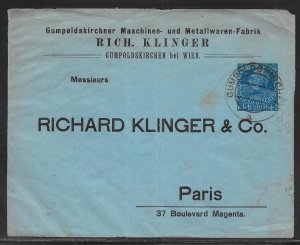 Gumpoldskirchner Maschinen- und Metallwaren-Fabrik
RICH. KLINGER
GUMPOLDSKIRCHEN bei WIEN.
Messieurs
RICHARD KLINGER & Co.
Paris
37 Boulevard Magenta.